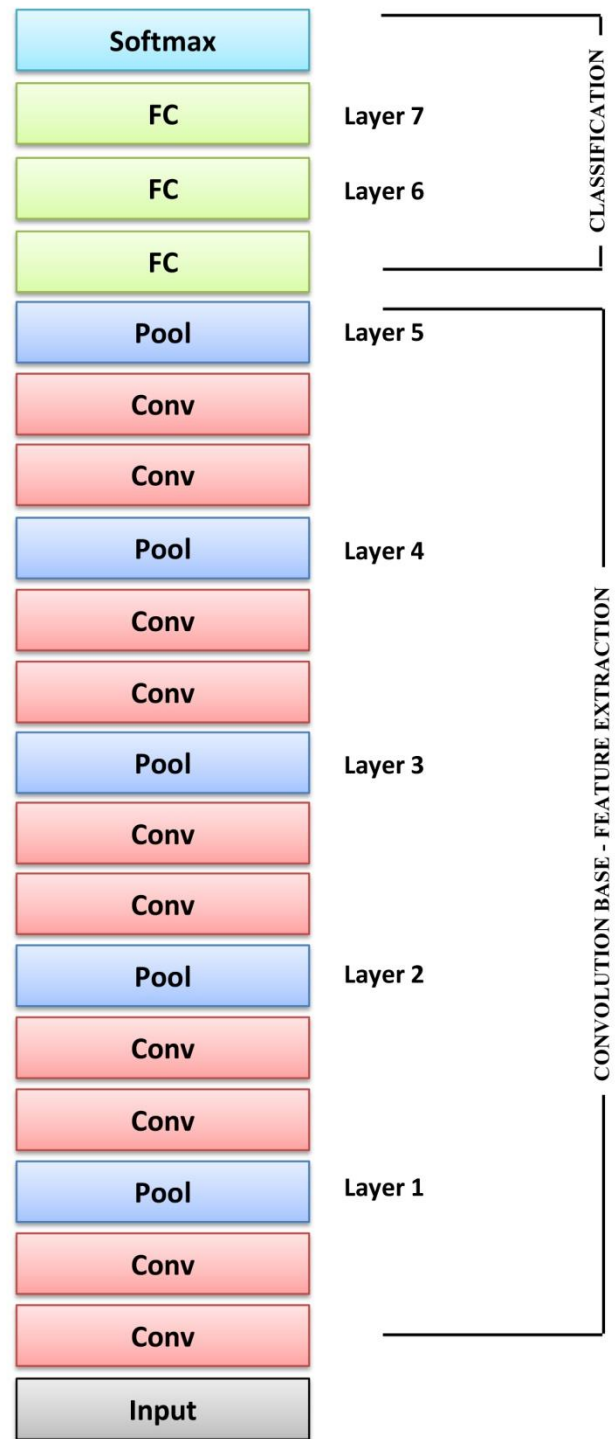 Softmax
FC Layer 7
FC Layer 6
FC
Pool Layer 5
Conv
Conv
Pool Layer 4
Conv
Conv
Pool Layer 3
Conv
Conv
Pool Layer 2
Conv
Conv
Pool Layer 1
Conv
Conv
Input
CLASSIFICATION
CONVOLUTION BASE - FEATURE EXTRACTION